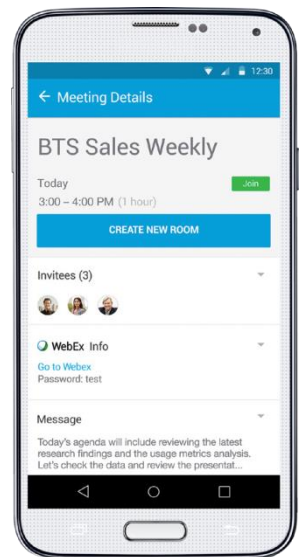 12:30
Meeting Details
BTS Sales Weekly
Today
Join
3:00 – 4:00 PM (1 hour)
CREATE NEW ROOM
Invitees (3)
WebEx Info
Go to Webex
Password: test
Message
Today's agenda will include reviewing the latest
research findings and the usage metrics analysis.
Let's check the data and review the presentat...